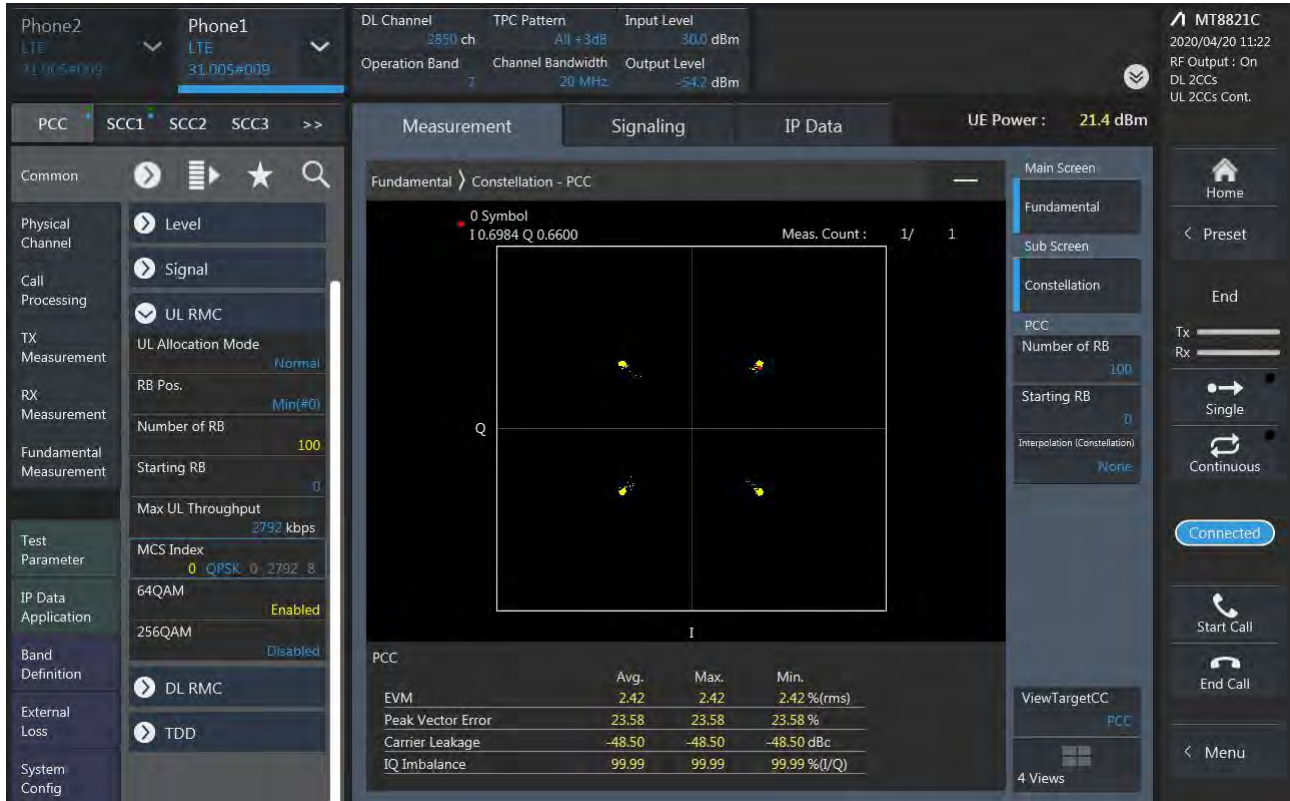 Phone2
LTE
31.005#009
Phone1
LTE
31.005#009
DL Channel
2850 ch
TPC Pattern
All +3dB
Input Level
30.0 dBm
Operation Band
7
Channel Bandwidth
20 MHz
Output Level
-54.2 dBm
MT8821C
2020/04/20 11:22
RF Output : On
DL 2CCs
UL 2CCs Cont.
PCC SCC1 SCC2 SCC3 >>
Measurement Signaling IP Data
UE Power : 21.4 dBm
Common
Physical
Channel
Call
Processing
TX
Measurement
RX
Measurement
Fundamental
Measurement
Test
Parameter
IP Data
Application
Band
Definition
External
Loss
System
Config
Level
Signal
UL RMC
UL Allocation Mode
Normal
RB Pos.
Min(#0)
Number of RB
100
Starting RB
0
Max UL Throughput
2792 kbps
MCS Index
0 QPSK 0 2792 8
64QAM
Enabled
256QAM
Disabled
DL RMC
TDD
Fundamental Constellation - PCC
0 Symbol
I 0.6984 Q 0.6600
Meas. Count : 1/ 1
Q
I
PCC
Avg. Max. Min.
EVM 2.42 2.42 2.42 %(rms)
Peak Vector Error 23.58 23.58 23.58 %
Carrier Leakage -48.50 -48.50 -48.50 dBc
IQ Imbalance 99.99 99.99 99.99 %(I/Q)
Main Screen
Fundamental
Sub Screen
Constellation
PCC
Number of RB
100
Starting RB
0
Interpolation (Constellation)
None
ViewTargetCC
PCC
4 Views
Home
< Preset
End
Tx
Rx
Single
Continuous
Connected
Start Call
End Call
< Menu